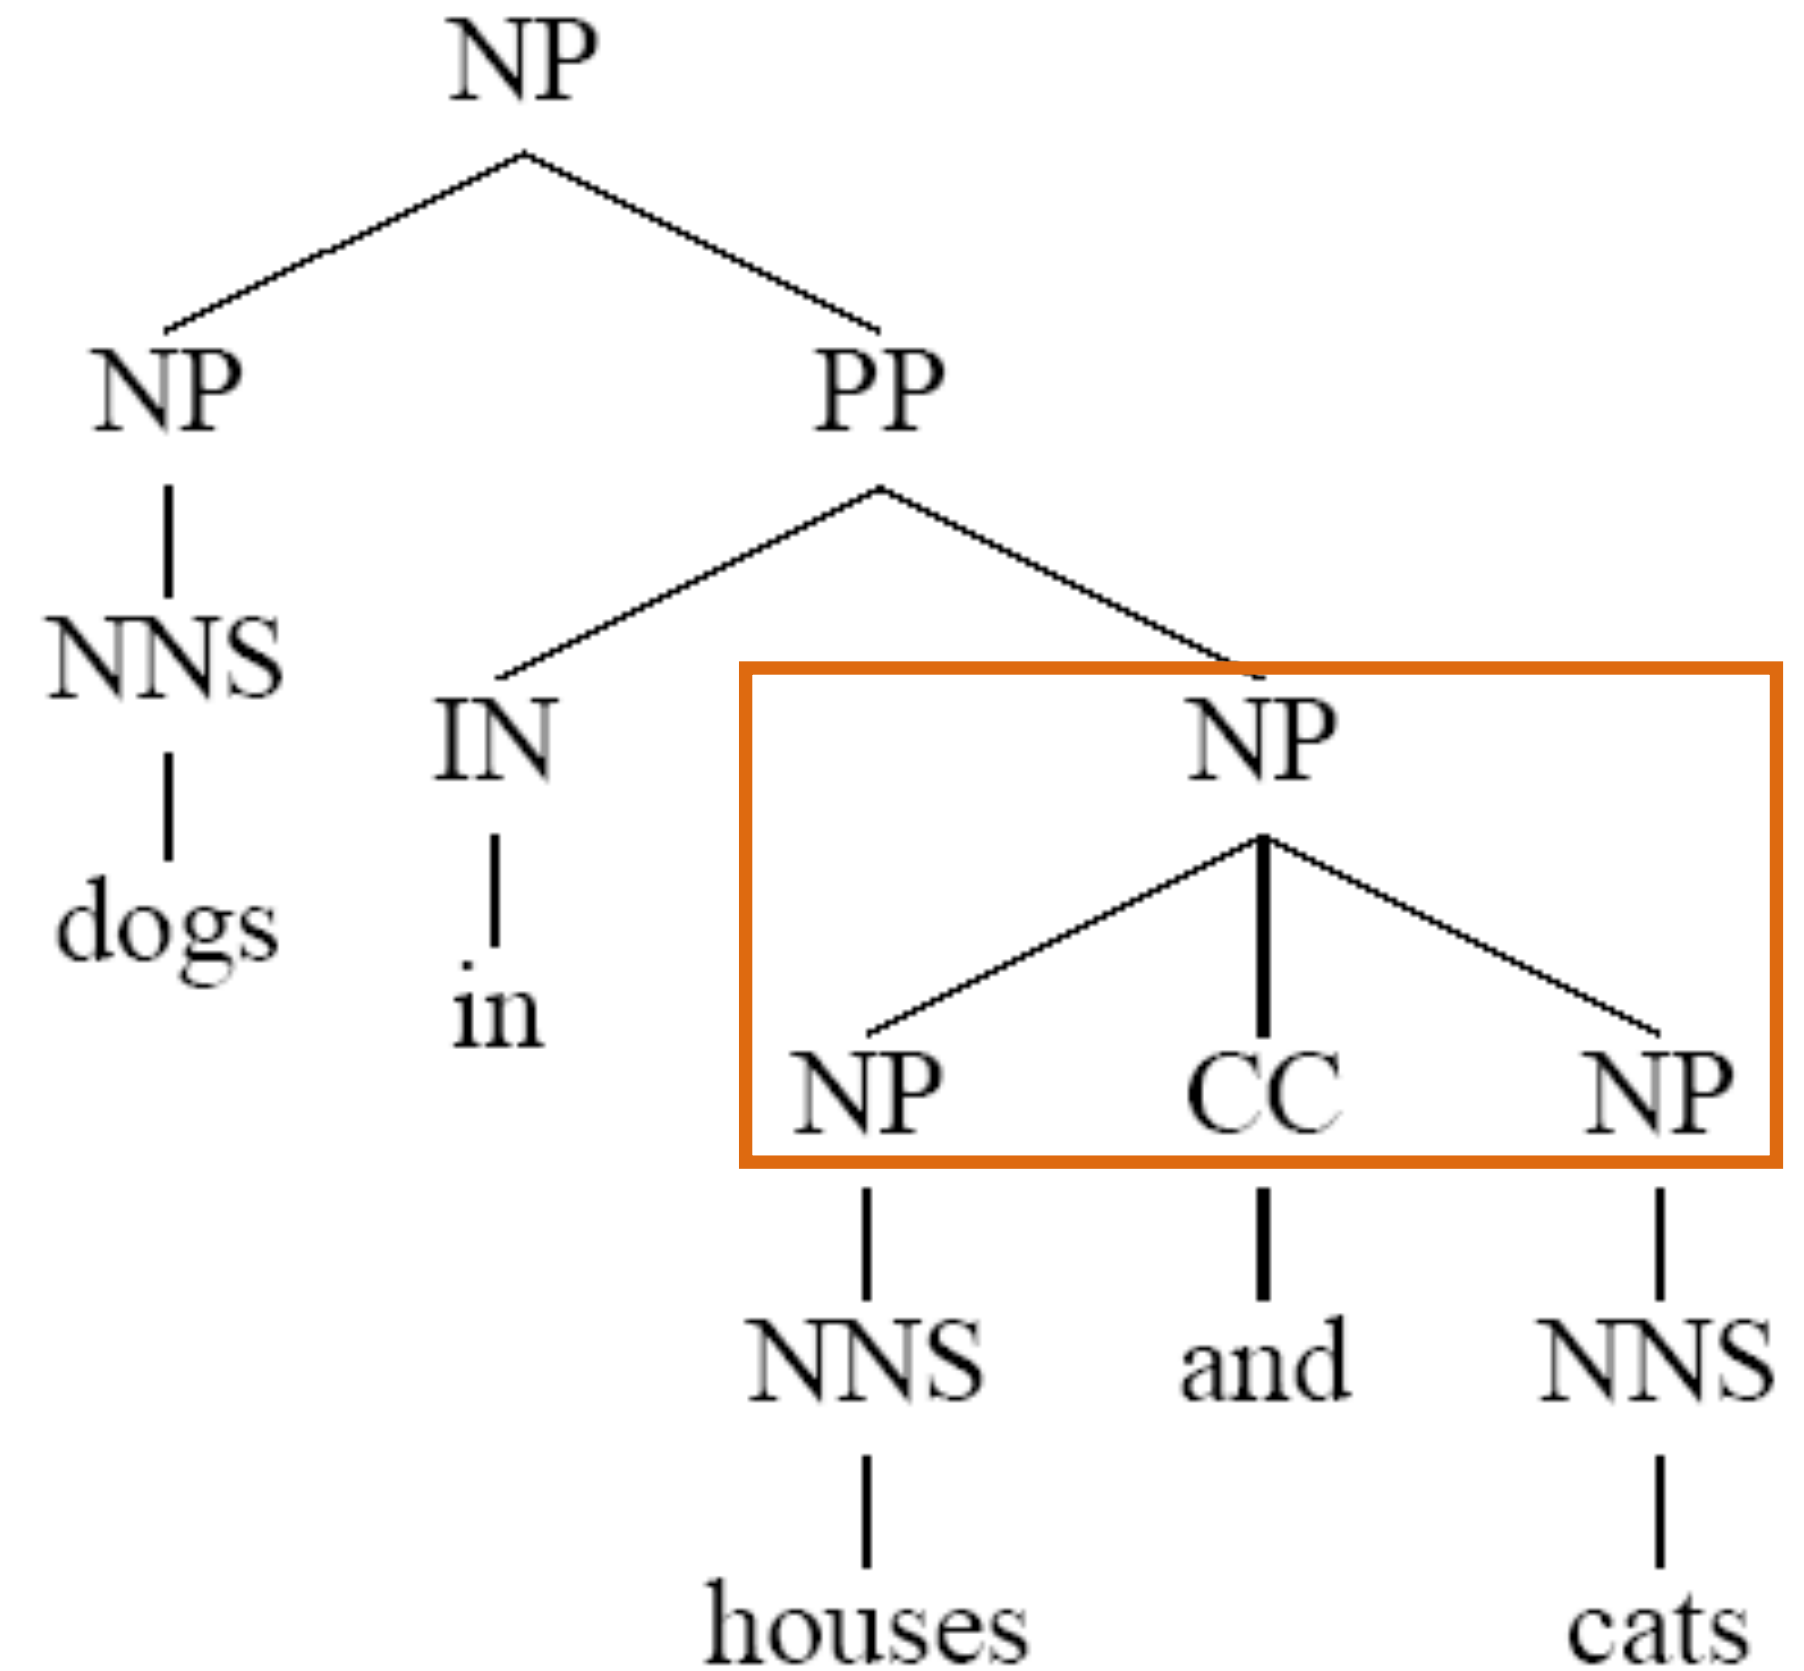 NP
NP PP
NNS IN NP
dogs in NP CC NP
NNS and NNS
houses cats